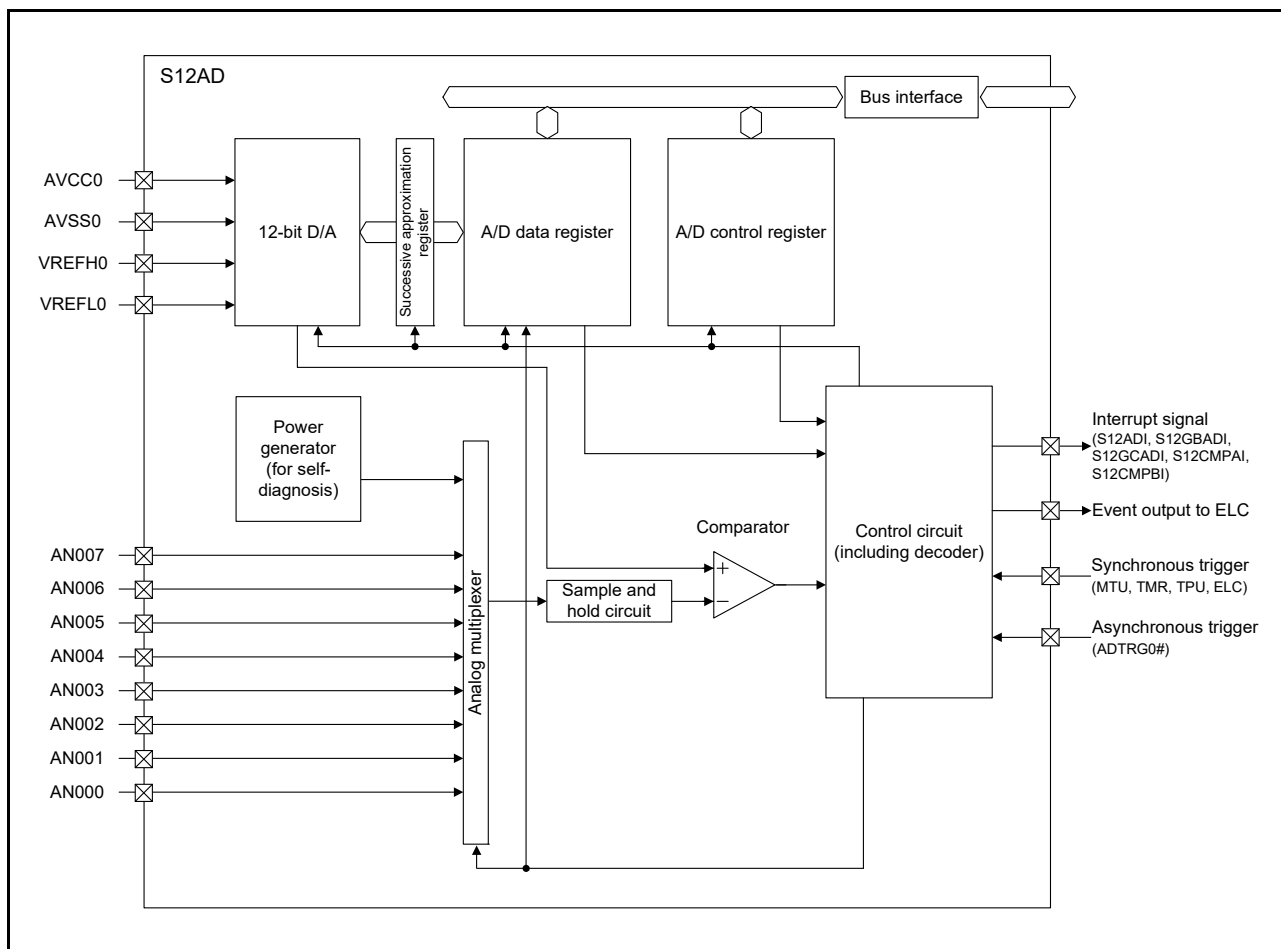 S12AD
Bus interface
AVCC0
AVSS0
VREFH0
VREFL0
12-bit D/A
Successive approximation
register
A/D data register
A/D control register
Power
generator
(for self-
diagnosis)
AN007
AN006
AN005
AN004
AN003
AN002
AN001
AN000
Analog multiplexer
Sample and
hold circuit
Comparator
+
−
Control circuit
(including decoder)
Interrupt signal
(S12ADI, S12GBADI,
S12GCADI, S12CMPAI,
S12CMPBI)
Event output to ELC
Synchronous trigger
(MTU, TMR, TPU, ELC)
Asynchronous trigger
(ADTRG0#)